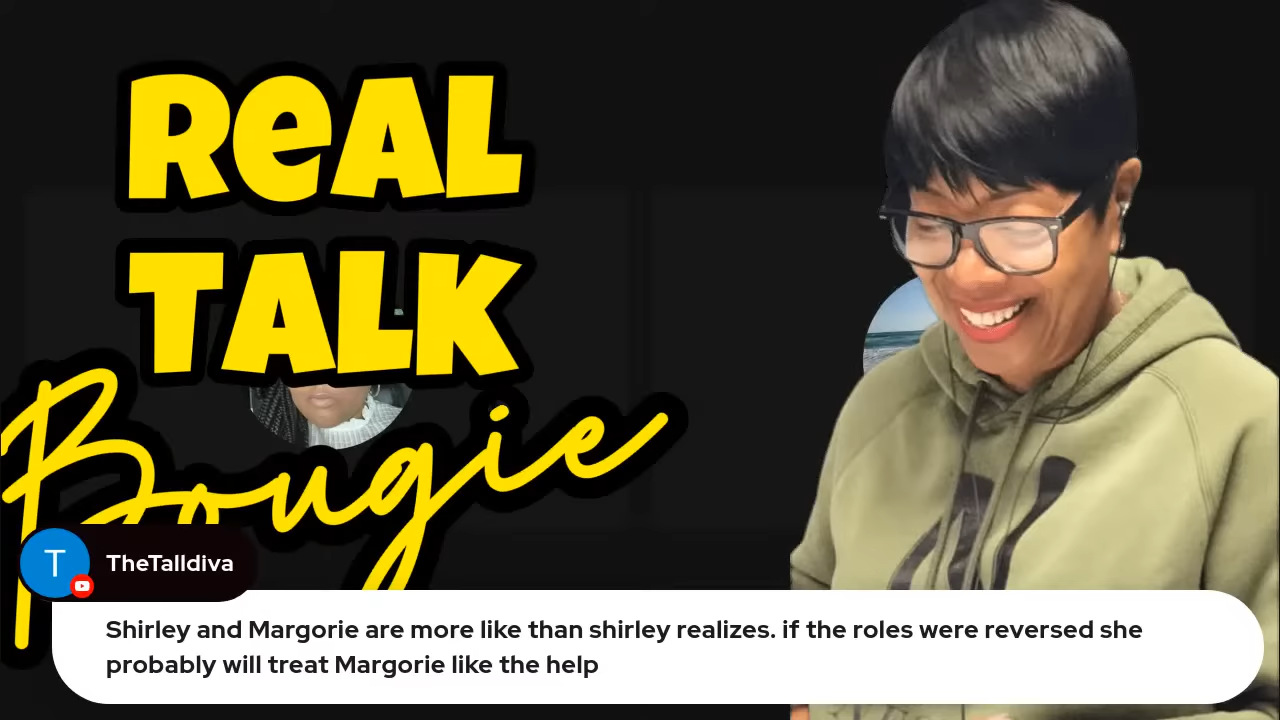 REAL
TALK
Bougie
T
TheTalldiva
Shirley and Margorie are more like than shirley realizes. if the roles were reversed she
probably will treat Margorie like the help